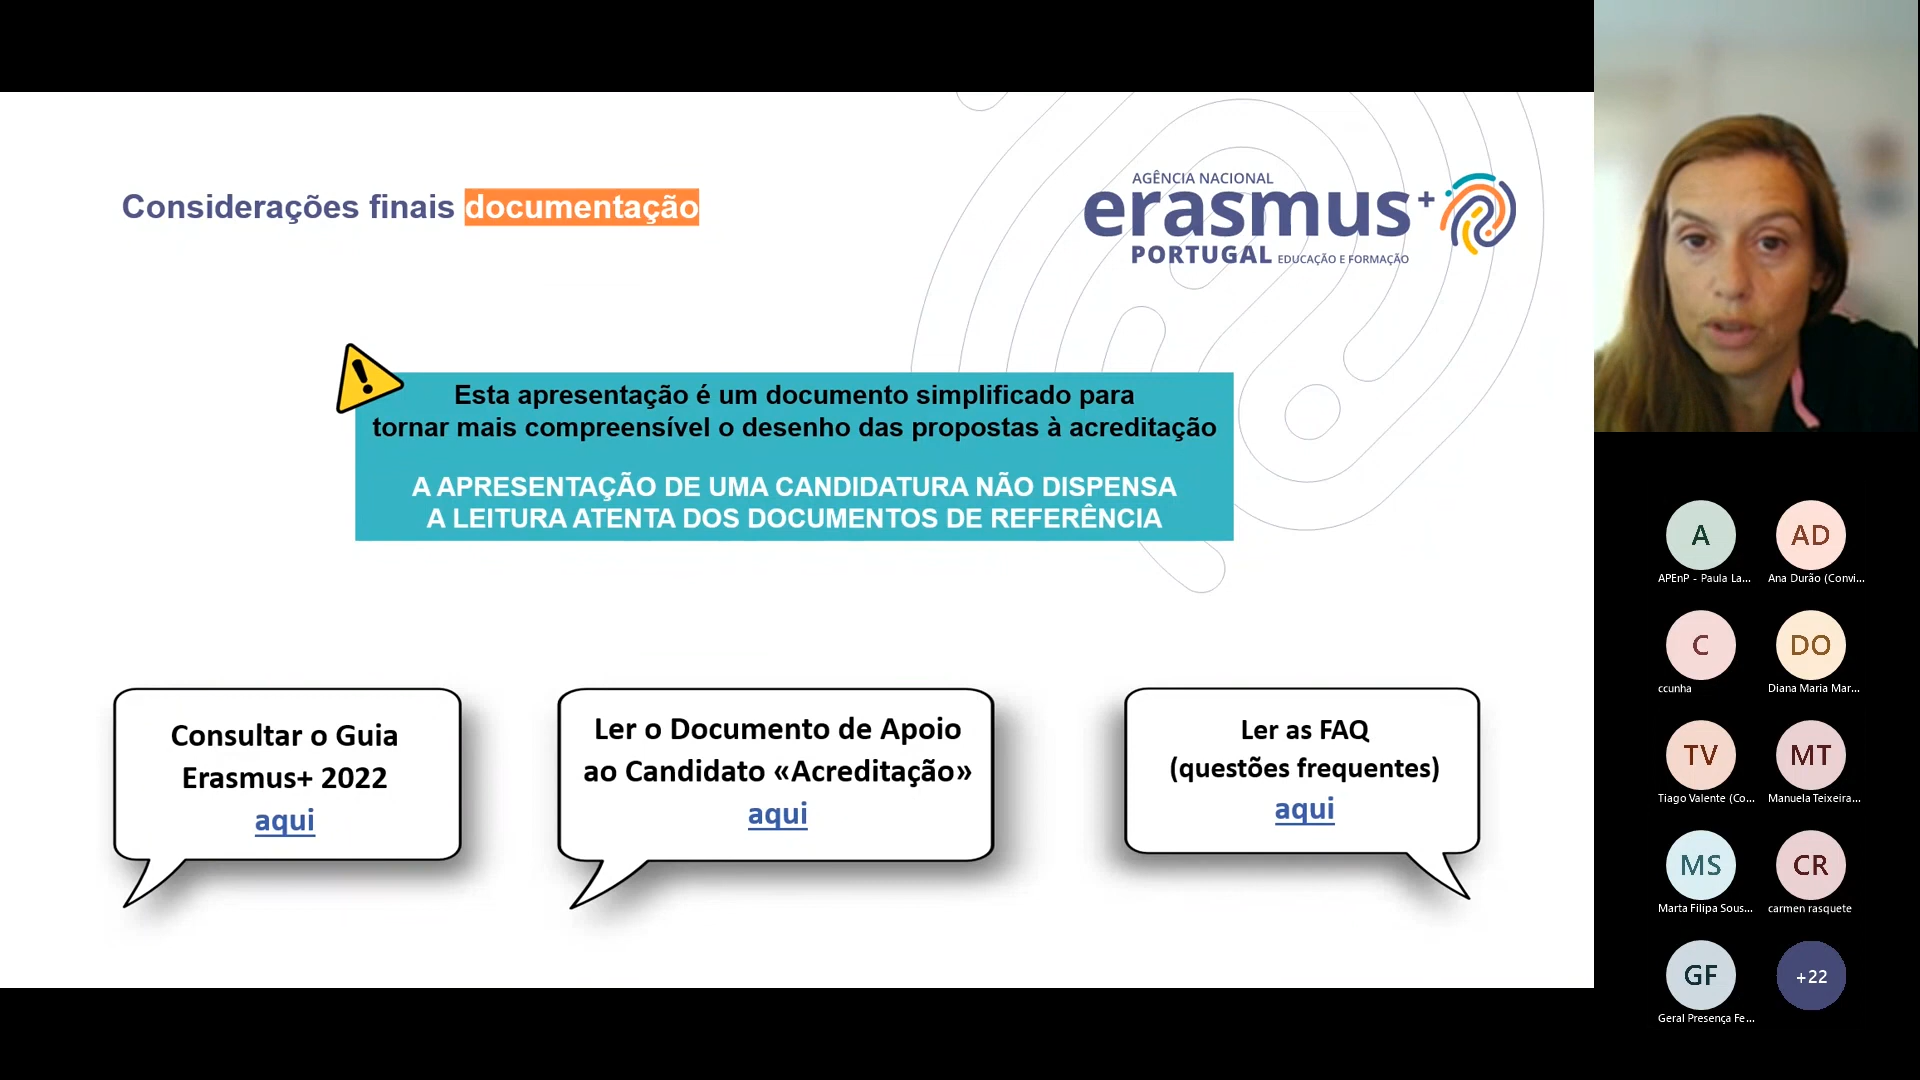 Considerações finais documentação
AGÊNCIA NACIONAL
erasmus+
PORTUGAL EDUCAÇÃO E FORMAÇÃO
Esta apresentação é um documento simplificado para
tornar mais compreensível o desenho das propostas à acreditação
A APRESENTAÇÃO DE UMA CANDIDATURA NÃO DISPENSA
A LEITURA ATENTA DOS DOCUMENTOS DE REFERÊNCIA
Consultar o Guia
Erasmus+ 2022
aqui
Ler o Documento de Apoio
ao Candidato «Acreditação»
aqui
Ler as FAQ
(questões frequentes)
aqui
A
APEnP - Paula La...
AD
Ana Durão (Convi...
C
ccunha
DO
Diana Maria Mar...
TV
Tiago Valente (Co...
MT
Manuela Teixeira...
MS
Marta Filipa Sous...
CR
carmen rasquete
GF
Geral Presença Fe...
+22